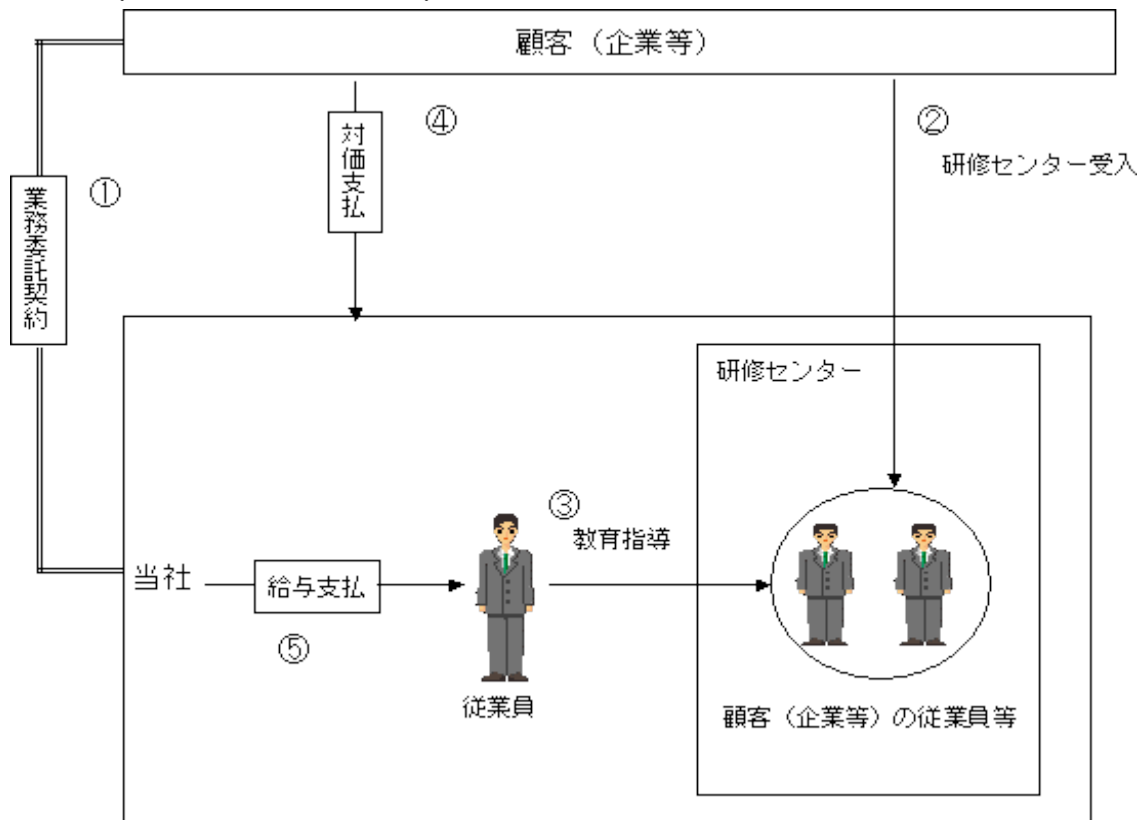 顧客（企業等）
④
②
対価支払
研修センター受入
①
業務委託契約
研修センター
③
教育指導
当社
給与支払
⑤
従業員
顧客（企業等）の従業員等